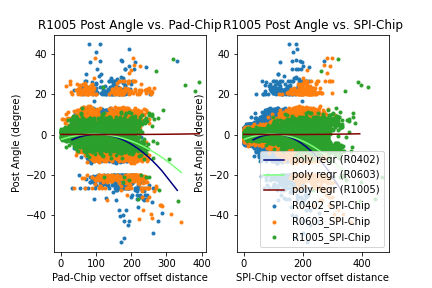 R1005 Post Angle vs. Pad-Chip
Post Angle (degree)
40
20
0
−20
−40
0
100
200
300
400
Pad-Chip vector offset distance
R1005 Post Angle vs. SPI-Chip
Post Angle (degree)
40
20
0
−20
−40
poly regr (R0402)
poly regr (R0603)
poly regr (R1005)
R0402_SPI-Chip
R0603_SPI-Chip
R1005_SPI-Chip
0
200
400
SPI-Chip vector offset distance